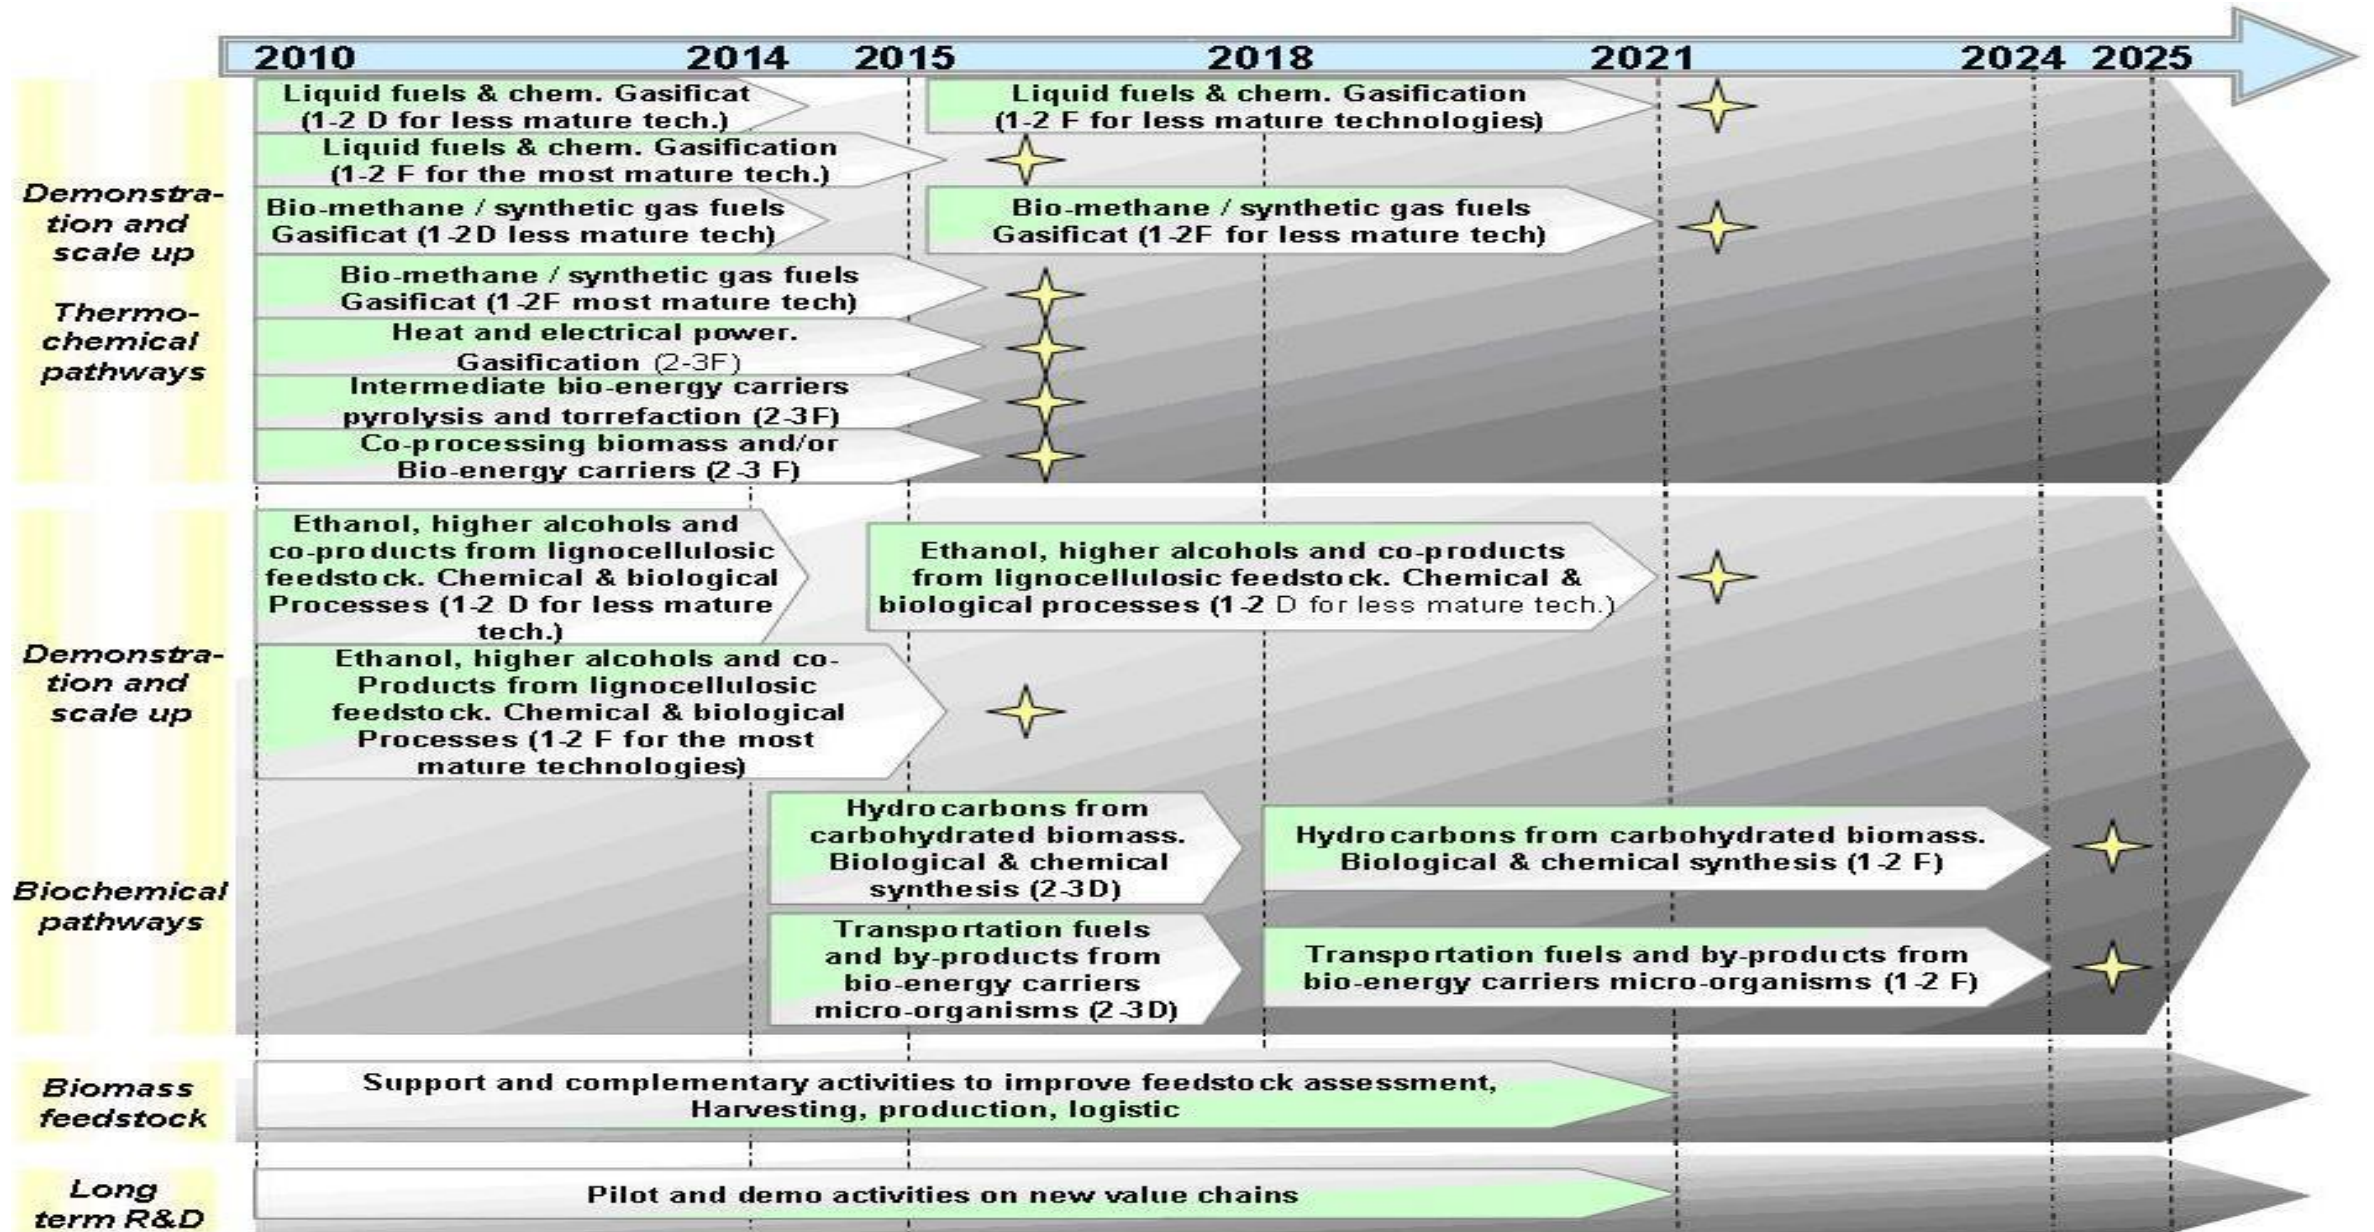 2010 2014 2015 2018 2021 2024 2025
Demonstra-
tion and
scale up
Thermo-
chemical
pathways
Liquid fuels & chem. Gasificat
(1-2 D for less mature tech.)
Liquid fuels & chem. Gasification
(1-2 F for less mature technologies)
Liquid fuels & chem. Gasification
(1-2 F for the most mature tech.)
Bio-methane / synthetic gas fuels
Gasificat (1-2D less mature tech)
Bio-methane / synthetic gas fuels
Gasificat (1-2F for less mature tech)
Bio-methane / synthetic gas fuels
Gasificat (1-2F most mature tech)
Heat and electrical power.
Gasification (2-3F)
Intermediate bio-energy carriers
pyrolysis and torrefaction (2-3F)
Co-processing biomass and/or
Bio-energy carriers (2-3 F)
Demonstra-
tion and
scale up
Biochemical
pathways
Ethanol, higher alcohols and
co-products from lignocellulosic
feedstock. Chemical & biological
Processes (1-2 D for less mature
tech.)
Ethanol, higher alcohols and co-products
from lignocellulosic feedstock. Chemical &
biological processes (1-2 D for less mature tech.)
Ethanol, higher alcohols and co-
Products from lignocellulosic
feedstock. Chemical & biological
Processes (1-2 F for the most
mature technologies)
Hydrocarbons from
carbohydrated biomass.
Biological & chemical
synthesis (2-3D)
Hydrocarbons from carbohydrated biomass.
Biological & chemical synthesis (1-2 F)
Transportation fuels
and by-products from
bio-energy carriers
micro-organisms (2-3D)
Transportation fuels and by-products from
bio-energy carriers micro-organisms (1-2 F)
Biomass
feedstock
Support and complementary activities to improve feedstock assessment,
Harvesting, production, logistic
Long
term R&D
Pilot and demo activities on new value chains